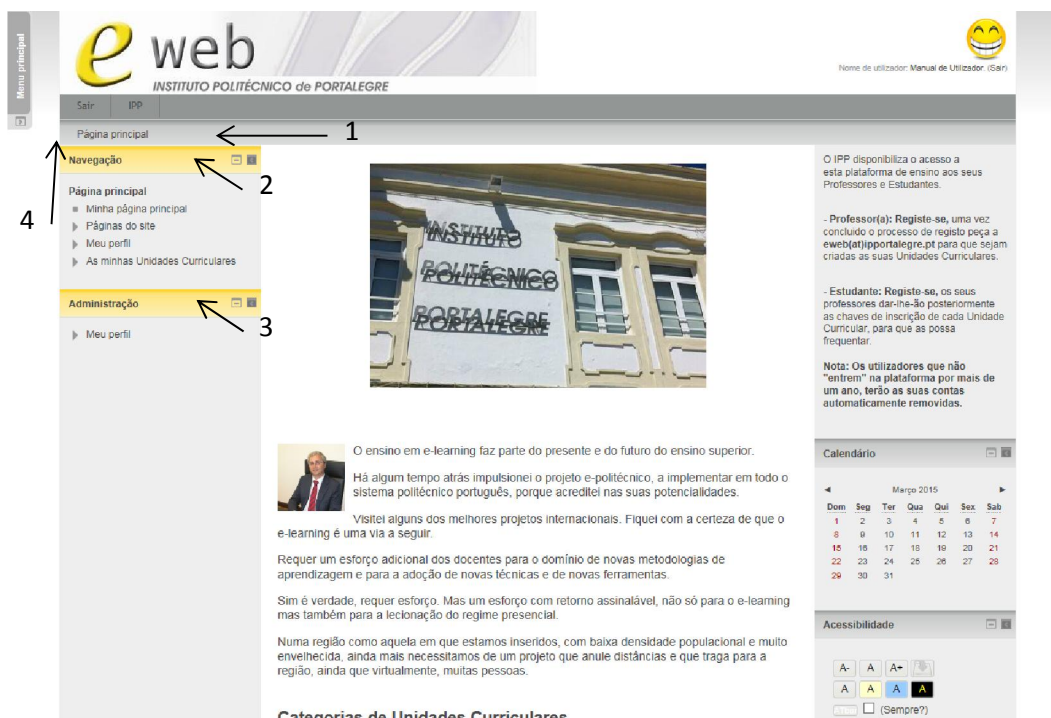 Menu principal
e web
INSTITUTO POLITÉCNICO de PORTALEGRE
Nome de utilizador: Manual de Utilizador. (Sair)
Sair IPP
Página principal
1
Navegação
2
Página principal
Minha página principal
Páginas do site
Meu perfil
As minhas Unidades Curriculares
4
Administração
3
Meu perfil
INSTITUTO
POLITÉCNICO
PORTALEGRE
O ensino em e-learning faz parte do presente e do futuro do ensino superior.
Há algum tempo atrás impulsionei o projeto e-politécnico, a implementar em todo o
sistema politécnico português, porque acreditei nas suas potencialidades.
Visitei alguns dos melhores projetos internacionais. Fiquei com a certeza de que o
e-learning é uma via a seguir.
Requer um esforço adicional dos docentes para o domínio de novas metodologias de
aprendizagem e para a adoção de novas técnicas e de novas ferramentas.
Sim é verdade, requer esforço. Mas um esforço com retorno assinalável, não só para o e-learning
mas também para a lecionação do regime presencial.
Numa região como aquela em que estamos inseridos, com baixa densidade populacional e muito
envelhecida, ainda mais necessitamos de um projeto que anule distâncias e que traga para a
região, ainda que virtualmente, muitas pessoas.
Categorias de Unidades Curriculares
O IPP disponibiliza o acesso a
esta plataforma de ensino aos seus
Professores e Estudantes.
- Professor(a): Registe-se, uma vez
concluido o processo de registo peça a
eweb(at)ipportalegre.pt para que sejam
criadas as suas Unidades Curriculares.
- Estudante: Registe-se, os seus
professores dar-lhe-ão posteriormente
as chaves de inscrição de cada Unidade
Curricular, para que as possa
frequentar.
Nota: Os utilizadores que não
"entrem" na plataforma por mais de
um ano, terão as suas contas
automaticamente removidas.
Calendário
◄ Março 2015 ►
Dom Seg Ter Qua Qui Sex Sab
1 2 3 4 5 6 7
8 9 10 11 12 13 14
15 16 17 18 19 20 21
22 23 24 25 26 27 28
29 30 31
Acessibilidade
A- A A+
A A A A
(Sempre?)